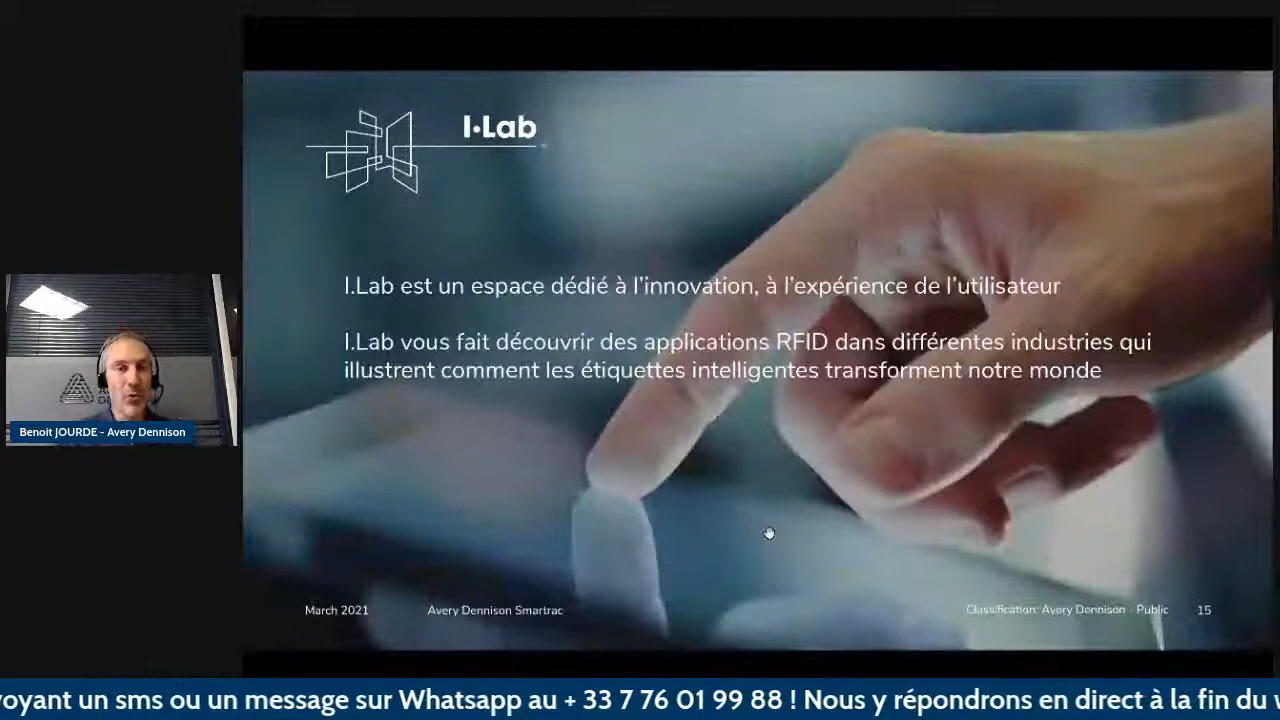 I•Lab
I.Lab est un espace dédié à l'innovation, à l'expérience de l'utilisateur
I.Lab vous fait découvrir des applications RFID dans différentes industries qui
illustrent comment les étiquettes intelligentes transforment notre monde
Benoit JOURDE - Avery Dennison
March 2021
Avery Dennison Smartrac
Classification: Avery Dennison - Public
15
voyant un sms ou un message sur Whatsapp au + 33 7 76 01 99 88 ! Nous y répondrons en direct à la fin du